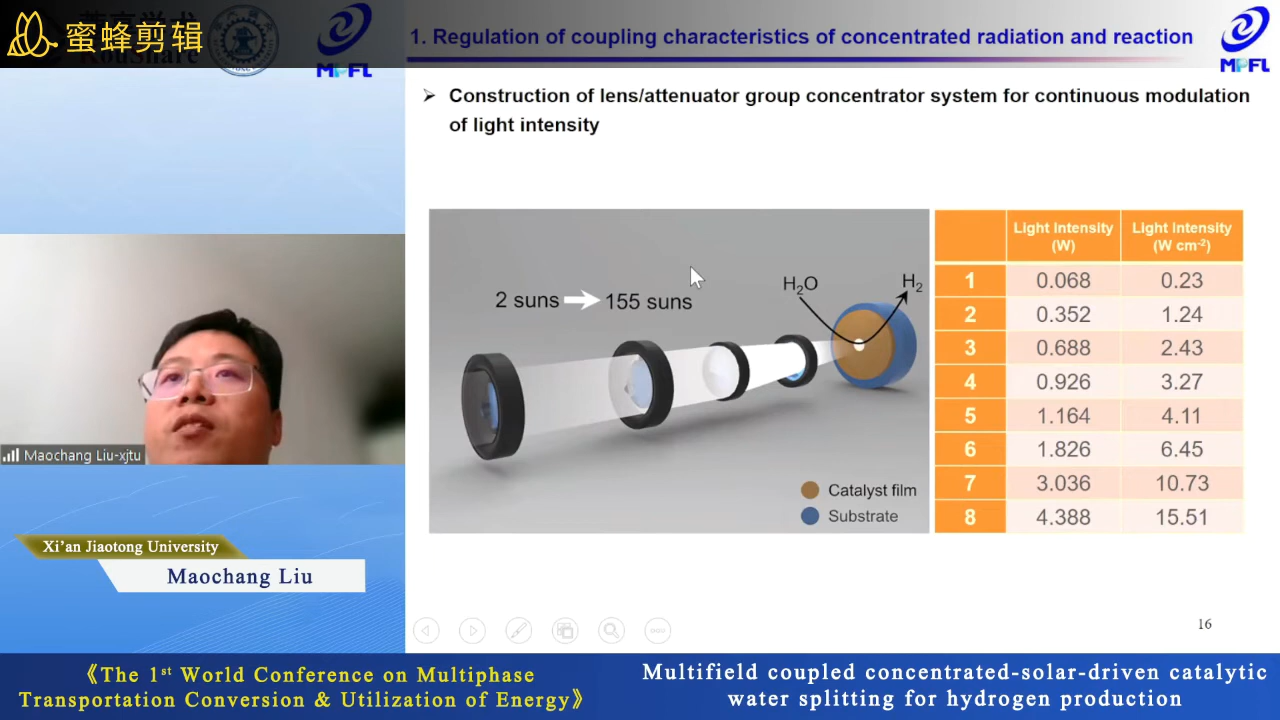 蜜蜂剪辑
KouShare
MPFL
1. Regulation of coupling characteristics of concentrated radiation and reaction
MPFL
➢ Construction of lens/attenuator group concentrator system for continuous modulation
of light intensity
2 suns → 155 suns
H₂O
H₂
Catalyst film
Substrate
Light Intensity (W) Light Intensity (W cm⁻²)
1 0.068 0.23
2 0.352 1.24
3 0.688 2.43
4 0.926 3.27
5 1.164 4.11
6 1.826 6.45
7 3.036 10.73
8 4.388 15.51
Maochang Liu-xjtu
Xi'an Jiaotong University
Maochang Liu
16
《The 1ˢᵗ World Conference on Multiphase
Transportation Conversion & Utilization of Energy》
Multifield coupled concentrated-solar-driven catalytic
water splitting for hydrogen production